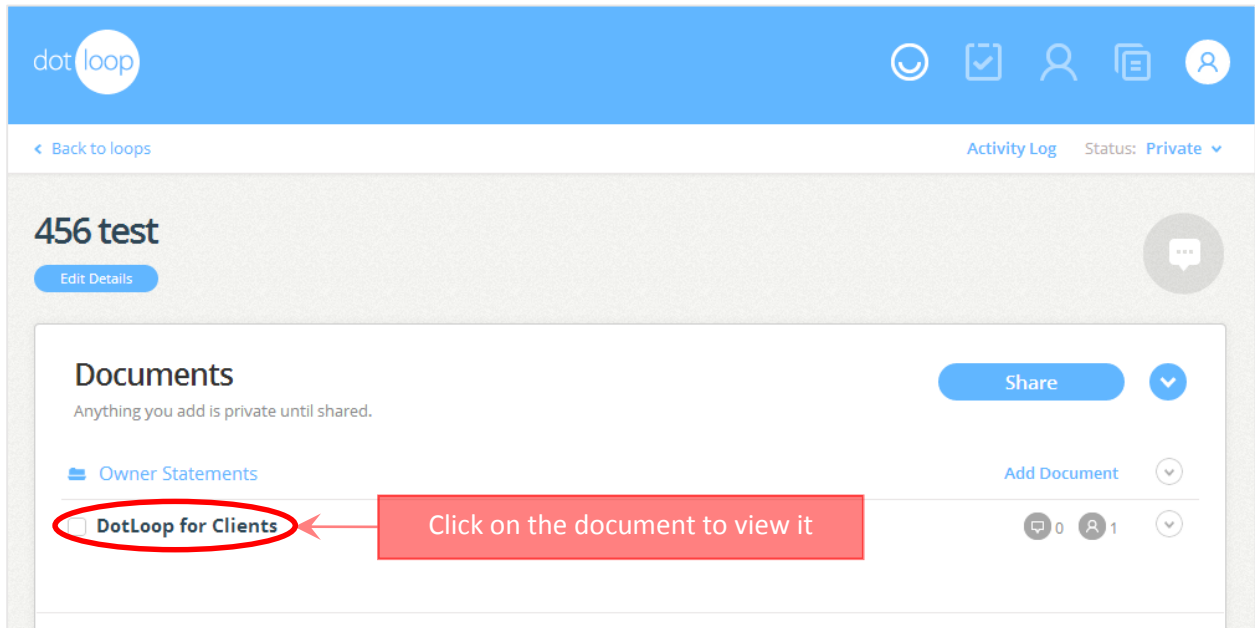 dot loop
Back to loops
Activity Log Status: Private
456 test
Edit Details
Documents
Share
Anything you add is private until shared.
Owner Statements
Add Document
DotLoop for Clients
Click on the document to view it
0 1